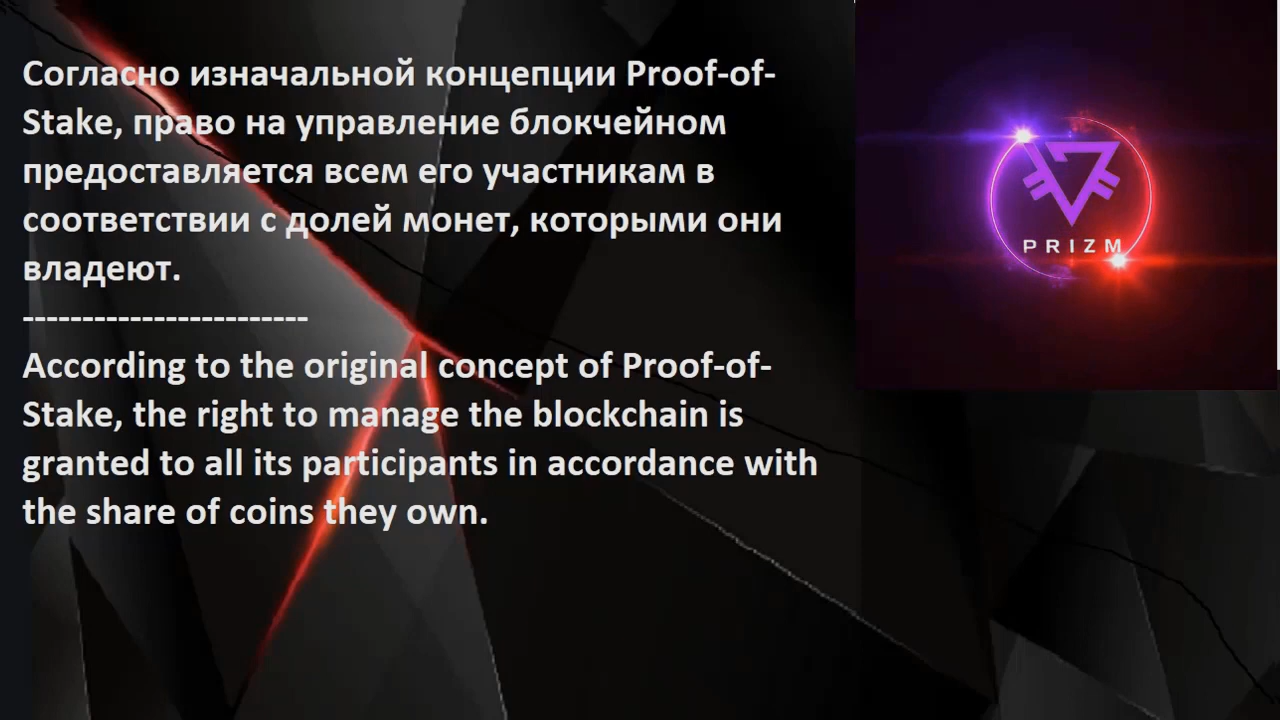 Согласно изначальной концепции Proof-of-
Stake, право на управление блокчейном
предоставляется всем его участникам в
соответствии с долей монет, которыми они
владеют.
------------------------
According to the original concept of Proof-of-
Stake, the right to manage the blockchain is
granted to all its participants in accordance with
the share of coins they own.
PRIZM